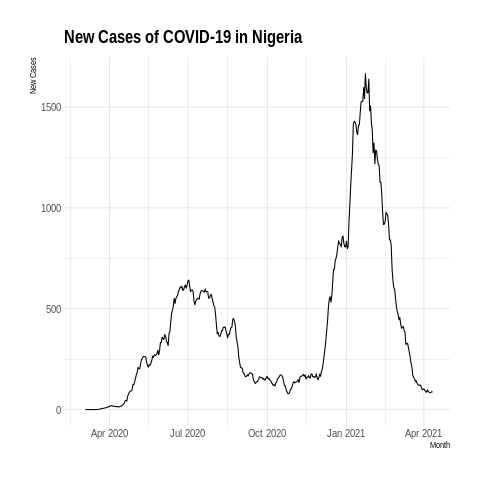 New Cases of COVID-19 in Nigeria
New Cases
1500
1000
500
0
Apr 2020 Jul 2020 Oct 2020 Jan 2021 Apr 2021
Month